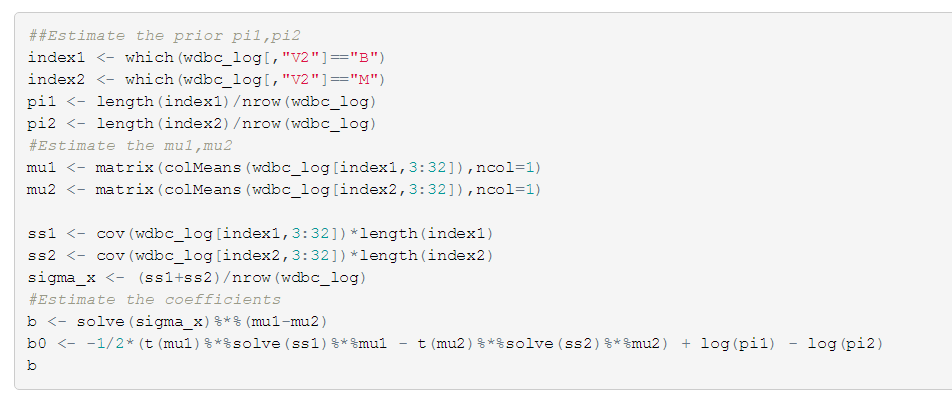 ##Estimate the prior pi1,pi2
index1 <- which(wdbc_log[,"V2"]=="B")
index2 <- which(wdbc_log[,"V2"]=="M")
pi1 <- length(index1)/nrow(wdbc_log)
pi2 <- length(index2)/nrow(wdbc_log)
#Estimate the mu1,mu2
mu1 <- matrix(colMeans(wdbc_log[index1,3:32]),ncol=1)
mu2 <- matrix(colMeans(wdbc_log[index2,3:32]),ncol=1)
ss1 <- cov(wdbc_log[index1,3:32])*length(index1)
ss2 <- cov(wdbc_log[index2,3:32])*length(index2)
sigma_x <- (ss1+ss2)/nrow(wdbc_log)
#Estimate the coefficients
b <- solve(sigma_x)%*%(mu1-mu2)
b0 <- -1/2*(t(mu1)%*%solve(ss1)%*%mu1 - t(mu2)%*%solve(ss2)%*%mu2) + log(pi1) - log(pi2)
b